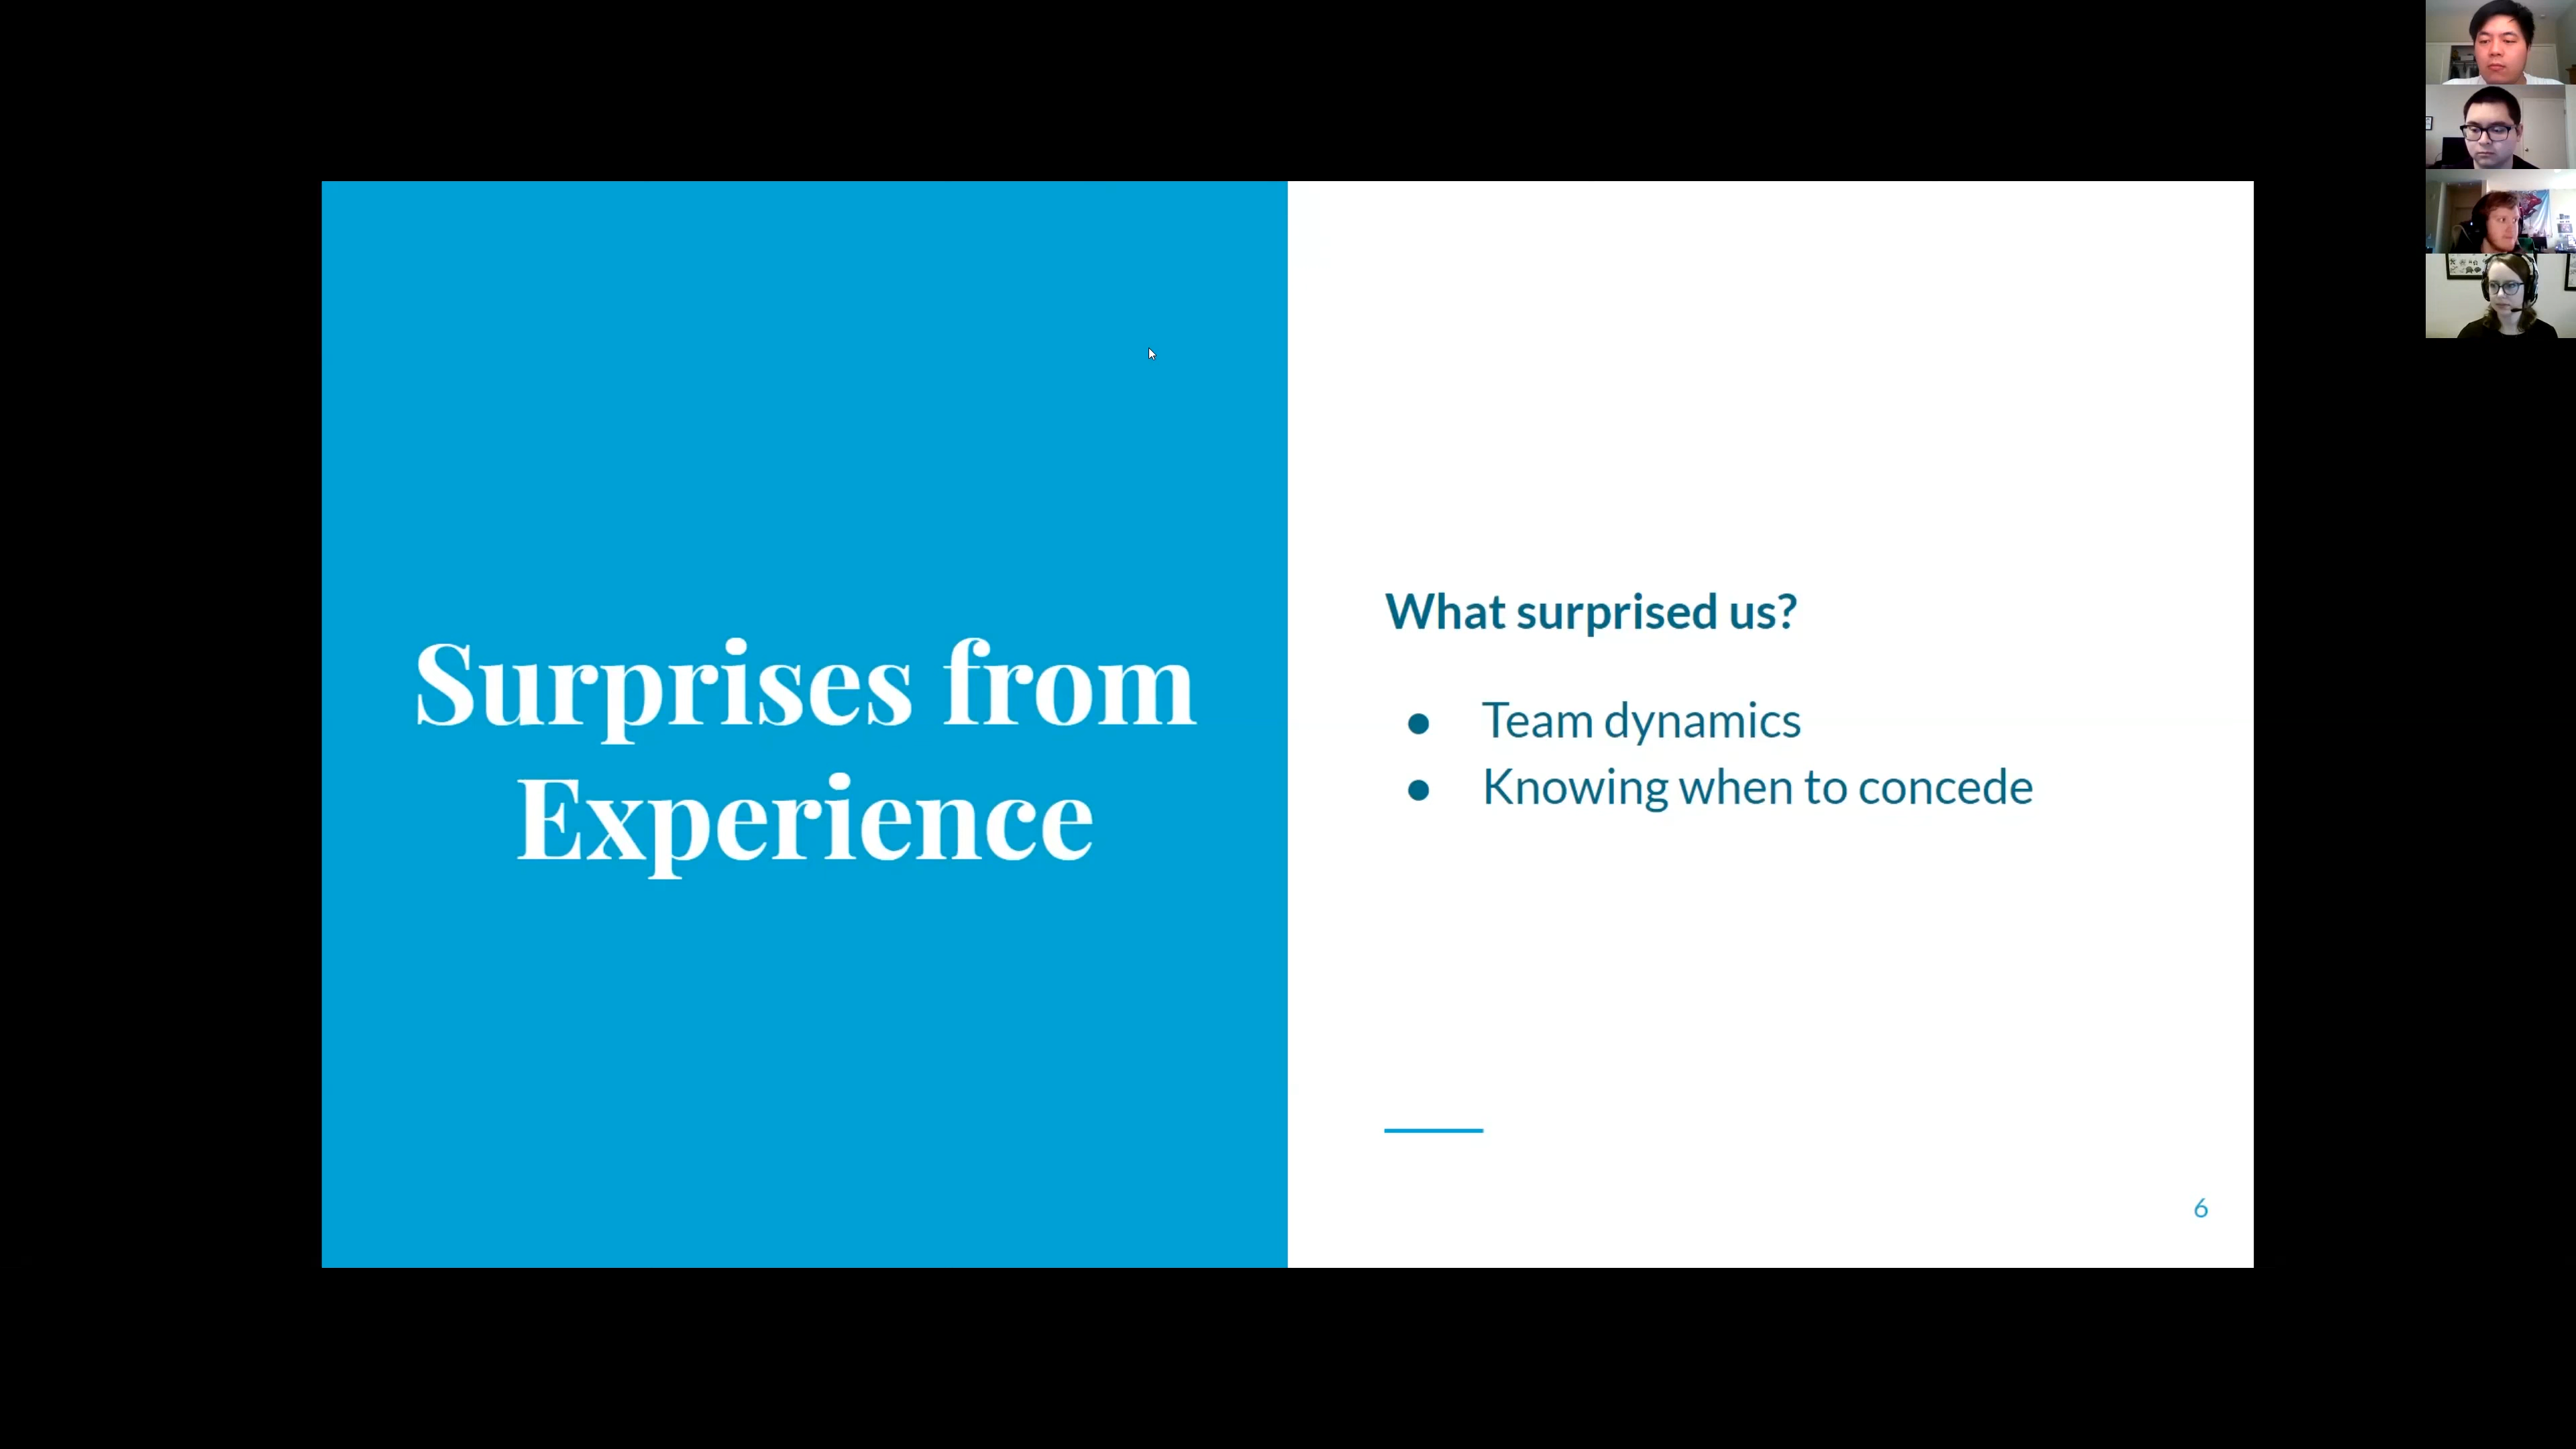 Surprises from
Experience
What surprised us?
● Team dynamics
● Knowing when to concede
6